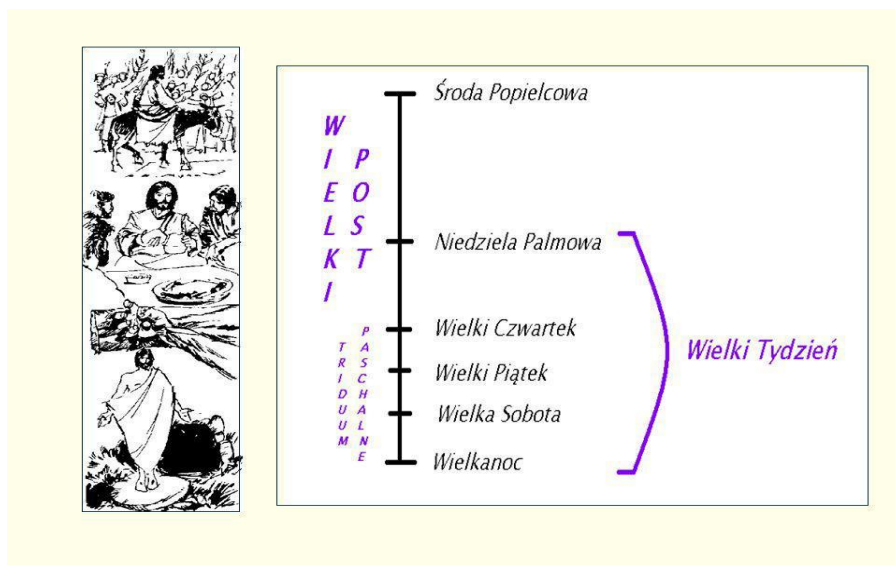 WIELKI
POST
TRIDUUM
PASCHALNE
Środa Popielcowa
Niedziela Palmowa
Wielki Czwartek
Wielki Piątek
Wielka Sobota
Wielkanoc
Wielki Tydzień